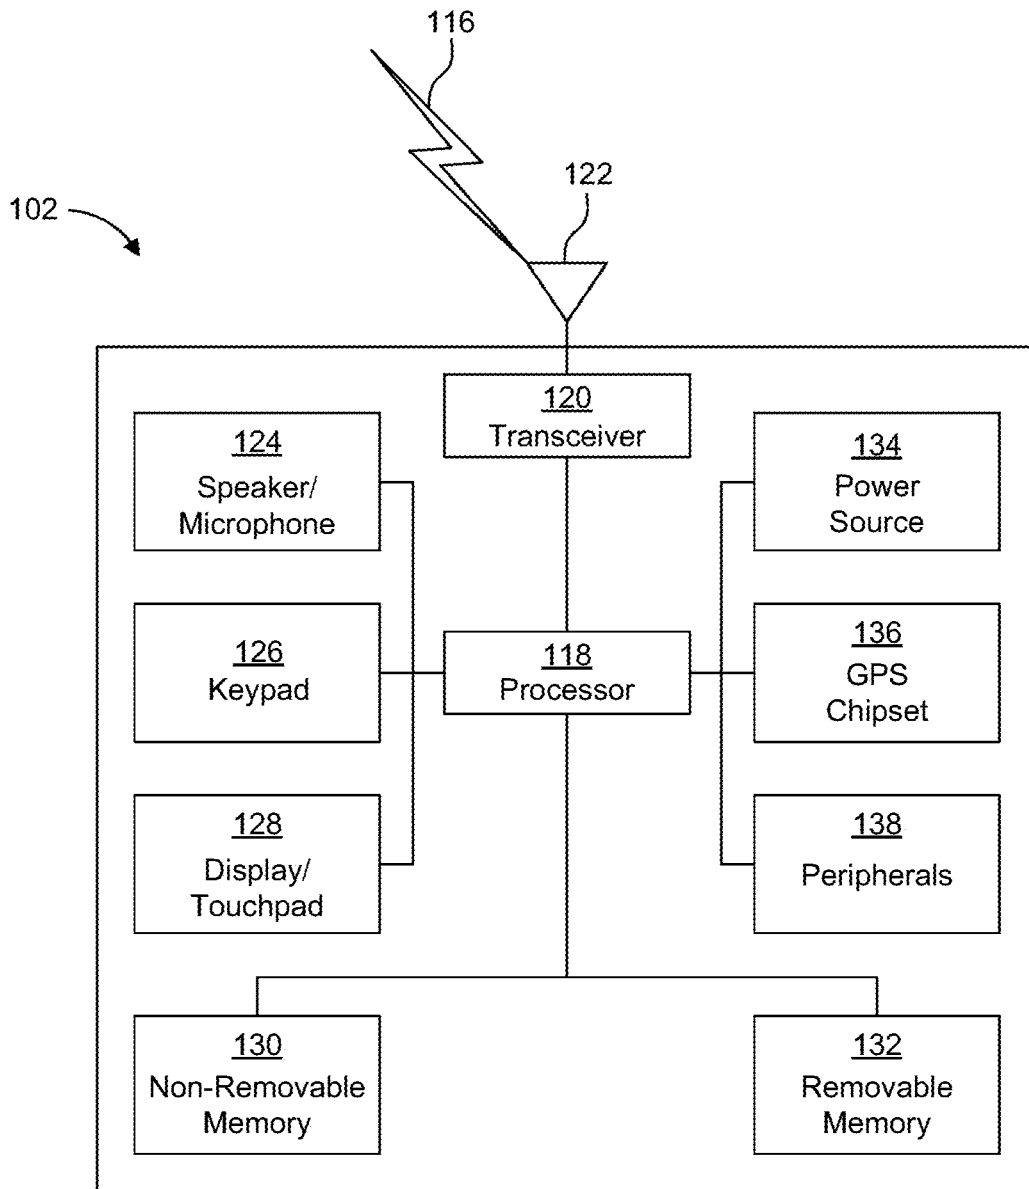 116
122
102
120
Transceiver
124
Speaker/
Microphone
134
Power
Source
126
Keypad
118
Processor
136
GPS
Chipset
128
Display/
Touchpad
138
Peripherals
130
Non-Removable
Memory
132
Removable
Memory